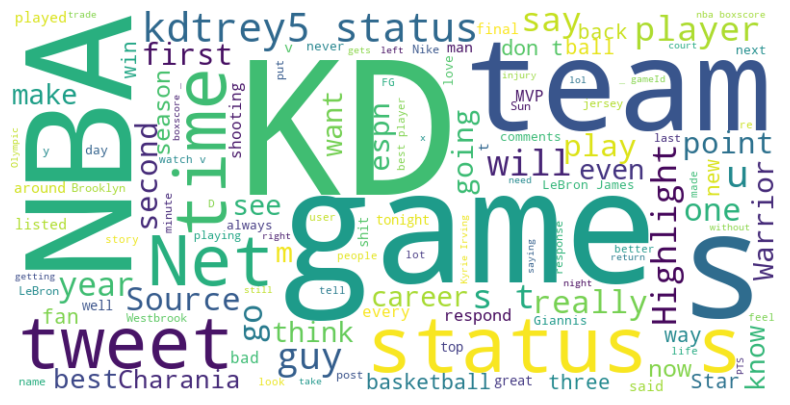 played
trade
kdtrey5 status
say
back
final
nba boxscore
possible
player
NBA
win
first
v
never
gets
left
Nike
man
don t
ball
court
next
make
time
season
boxscore _
shooting
KD
put
want
FG
best player
espn
love
x
going
team
injury
lol
_ gameId
MVP
Sun
jersey
t
comments
re
Olympic
y
day
second
watch v
minute
will
even
play
last
point
u
around
Brooklyn
D
need
LeBron James
new
made
listed
see
always
user
shit
tonight
Kyrie Irving
game
Highlight
one
without
Warrior
story
playing
right
people
lot
response
saying
better
return
s
getting
Net
m
tell
night
LeBron
year
Source
go
still
career
s t
really
know
fan
well
Westbrook
think
every
respond
Giannis
way
life
feel
tweet
guy
bad
top
status s
now
PTS
name
best
Charania
look
take
post
basketball
great
three
said
Star